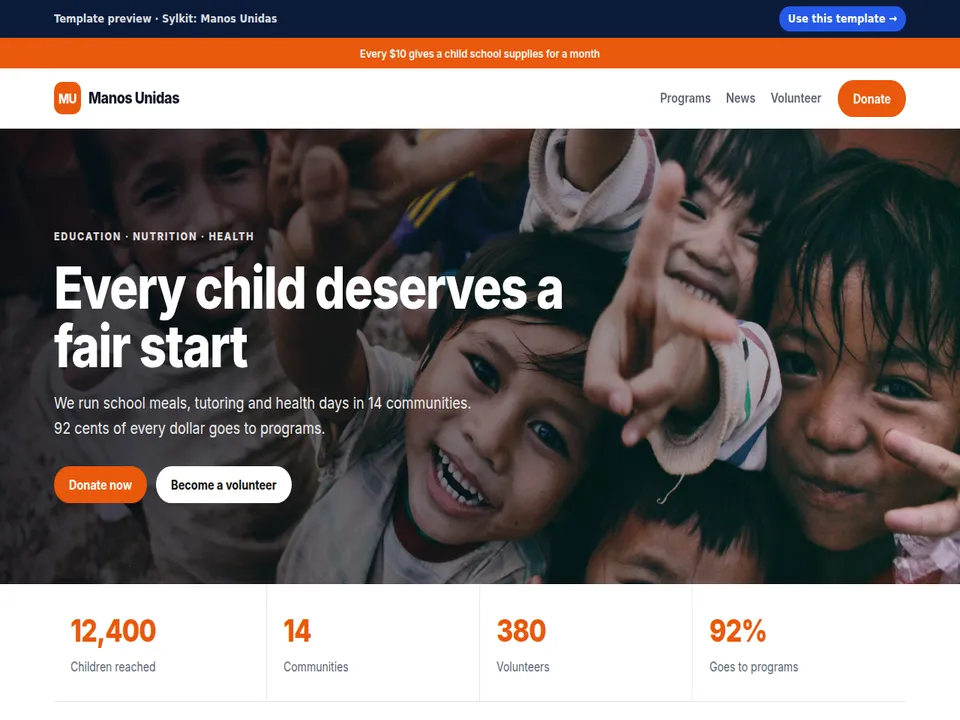 Template preview · Sylkit: Manos Unidas
Use this template →
Every $10 gives a child school supplies for a month
MU Manos Unidas
Programs News Volunteer Donate
EDUCATION · NUTRITION · HEALTH
Every child deserves a
fair start
We run school meals, tutoring and health days in 14 communities.
92 cents of every dollar goes to programs.
Donate now Become a volunteer
12,400 14 380 92%
Children reached Communities Volunteers Goes to programs